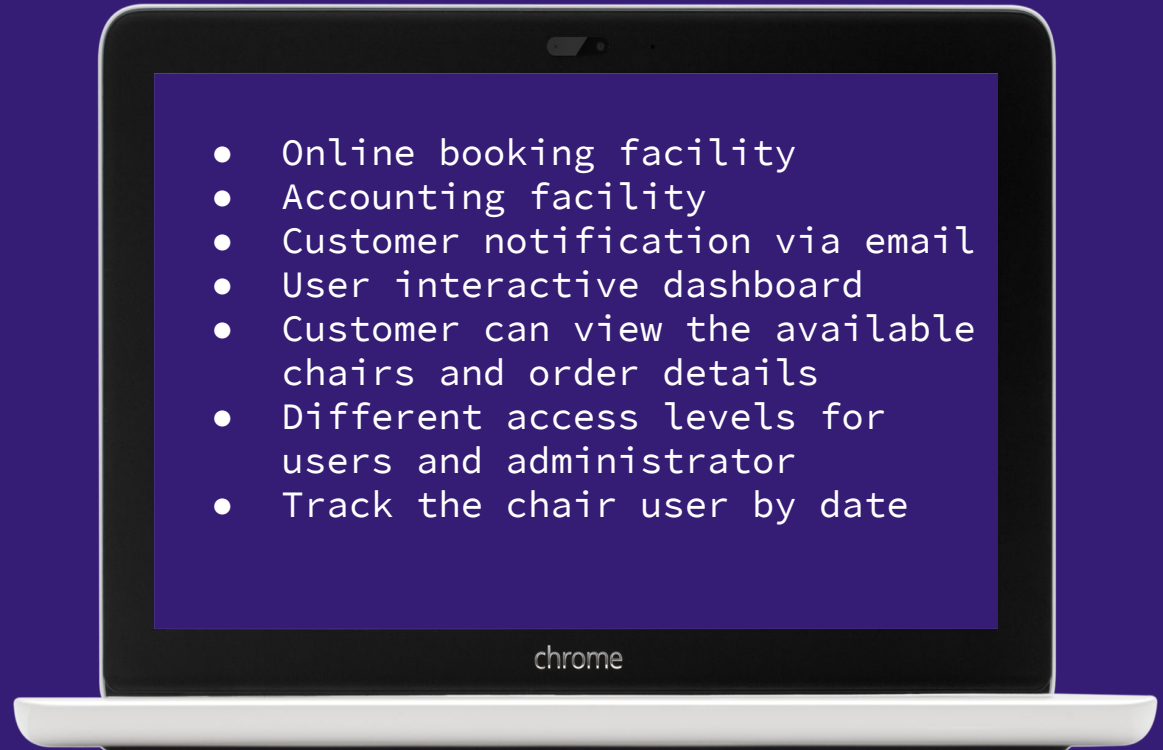 ● Online booking facility
● Accounting facility
● Customer notification via email
● User interactive dashboard
● Customer can view the available
chairs and order details
● Different access levels for
users and administrator
● Track the chair user by date
chrome